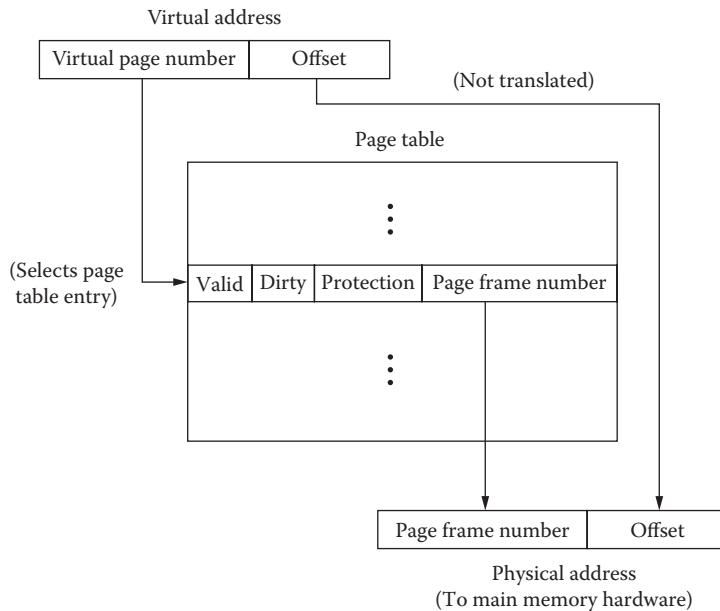 Virtual address
Virtual page number Offset
(Not translated)
Page table
(Selects page
table entry)
Valid Dirty Protection Page frame number
Page frame number Offset
Physical address
(To main memory hardware)